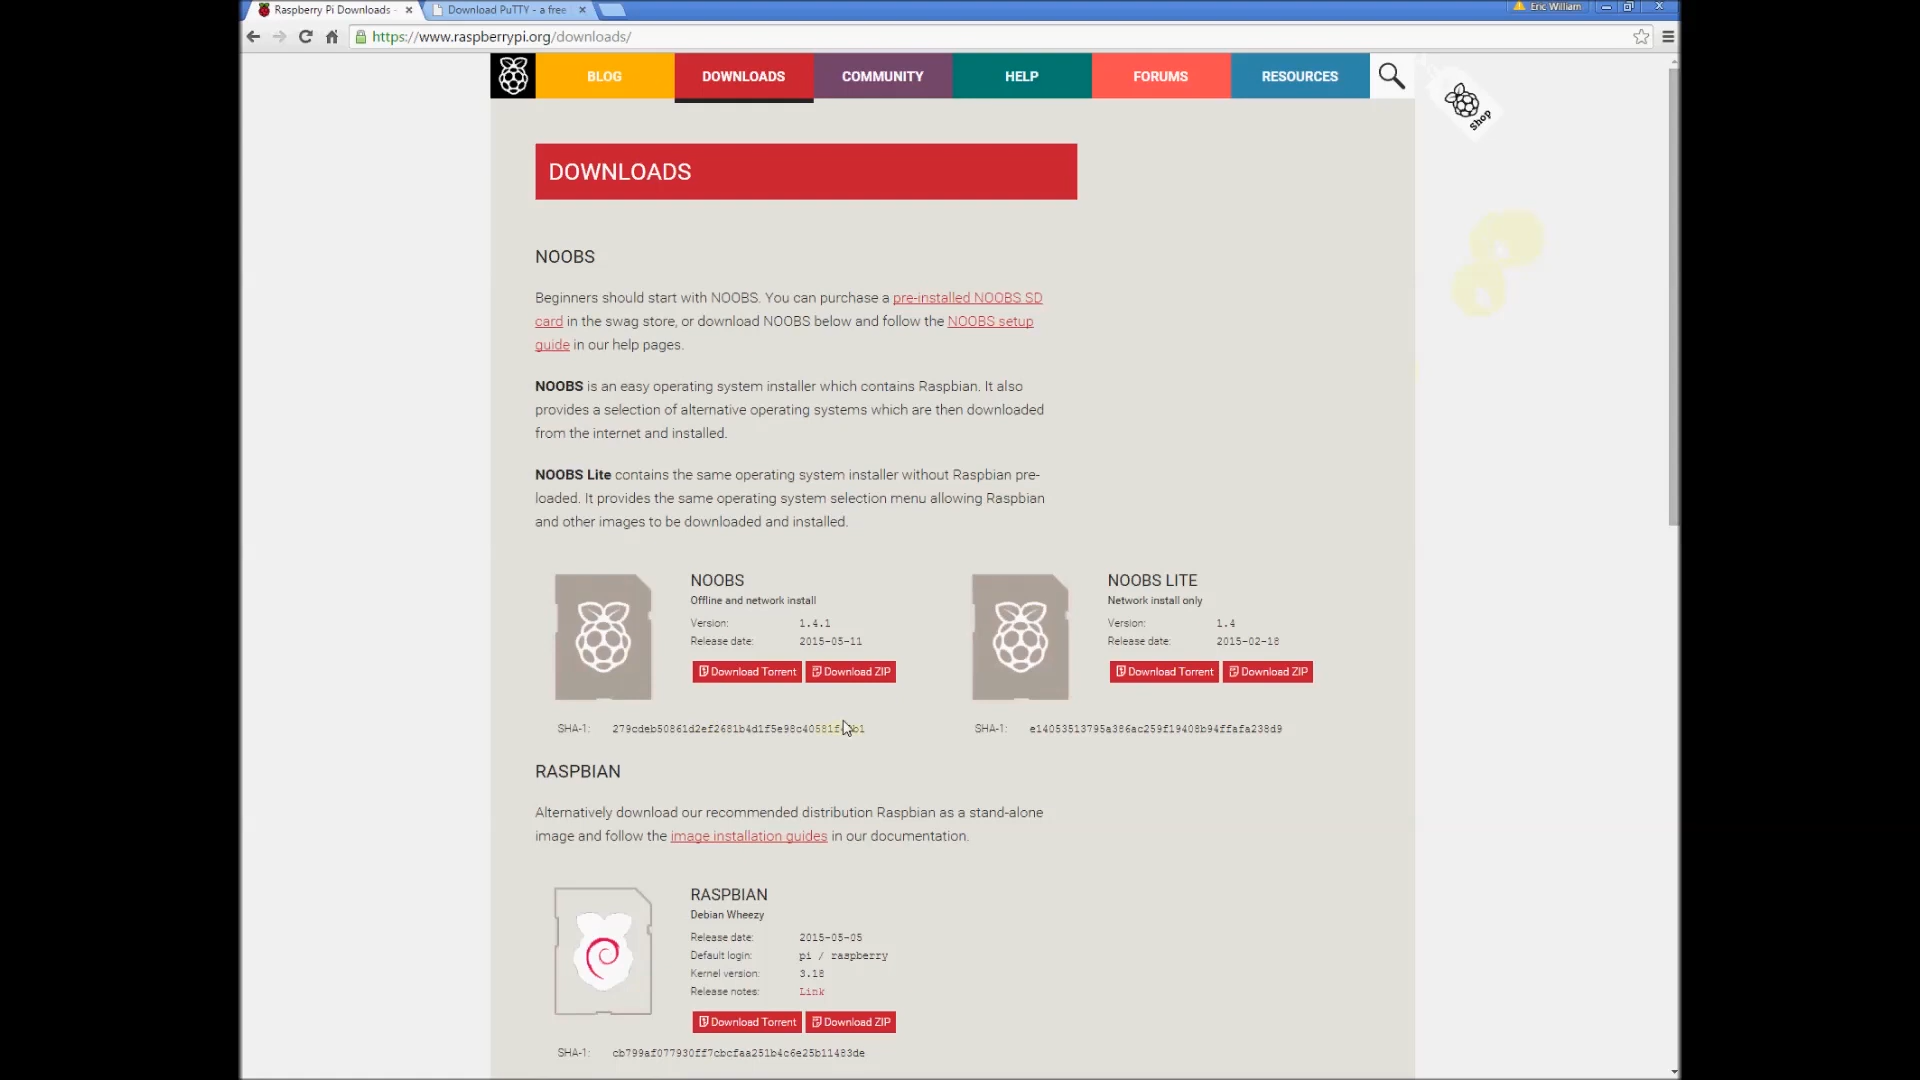 Raspberry Pi Downloads -
Download PuTTY - a free
Eric William
https://www.raspberrypi.org/downloads/
BLOG
DOWNLOADS
COMMUNITY
HELP
FORUMS
RESOURCES
Shop
DOWNLOADS
NOOBS
Beginners should start with NOOBS. You can purchase a pre-installed NOOBS SD
card in the swag store, or download NOOBS below and follow the NOOBS setup
guide in our help pages.
NOOBS is an easy operating system installer which contains Raspbian. It also
provides a selection of alternative operating systems which are then downloaded
from the internet and installed.
NOOBS Lite contains the same operating system installer without Raspbian pre-
loaded. It provides the same operating system selection menu allowing Raspbian
and other images to be downloaded and installed.
NOOBS
Offline and network install
Version: 1.4.1
Release date: 2015-05-11
Download Torrent Download ZIP
SHA-1:
NOOBS LITE
Network install only
Version: 1.4
Release date: 2015-02-18
Download Torrent Download ZIP
SHA-1: e14053513795a386ac259f19408b94ffafa238d9
RASPBIAN
Alternatively download our recommended distribution Raspbian as a stand-alone
image and follow the image installation guides in our documentation.
RASPBIAN
Debian Wheezy
Release date: 2015-05-05
Default login: pi / raspberry
Kernel version: 3.18
Release notes: Link
Download Torrent Download ZIP
SHA-1: cb799af077930ff7cbcfaa251b4c6e25b11483de